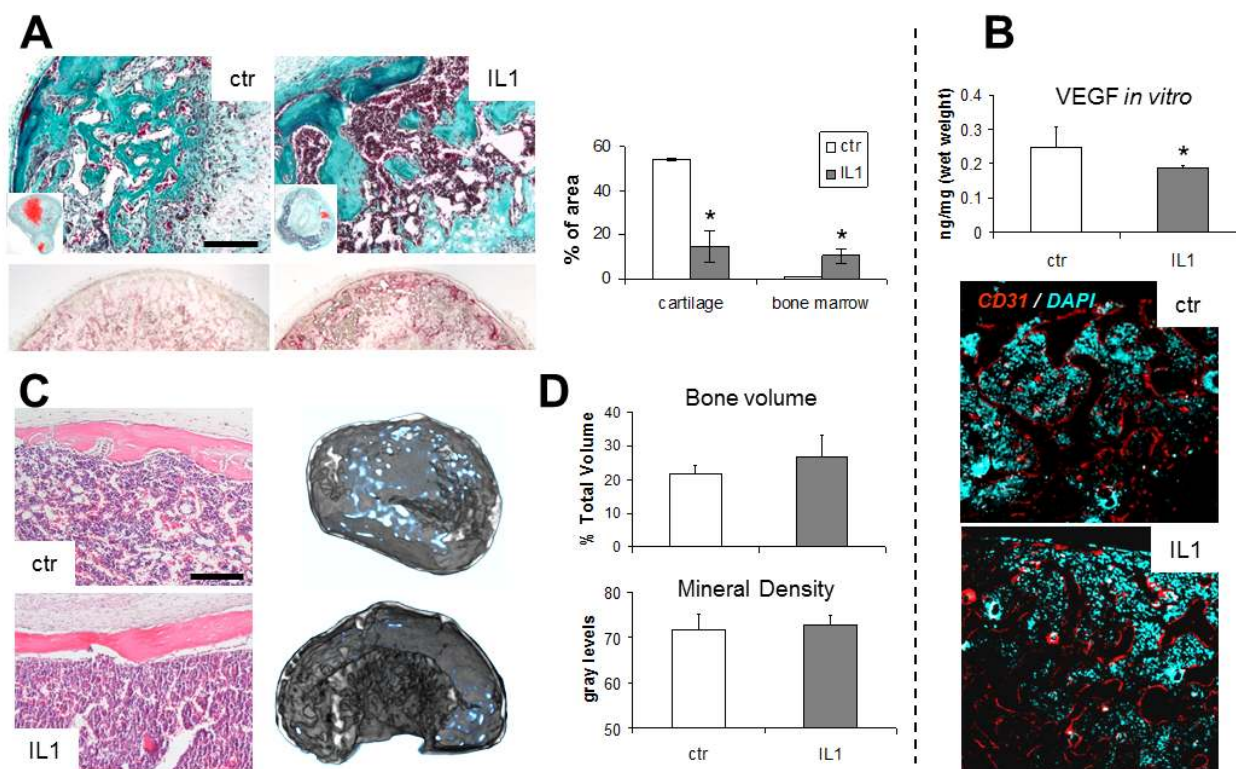 A
ctr
IL1
% of area
60
40
20
0
ctr
IL1
*
*
cartilage
bone marrow
B
VEGF in vitro
ng/mg (wet weight)
0.4
0.3
0.2
0.1
0.0
*
ctr
IL1
CD31 / DAPI
ctr
IL1
C
ctr
IL1
D
Bone volume
% Total Volume
40
30
20
10
0
Mineral Density
gray levels
80
70
60
50
ctr
IL1